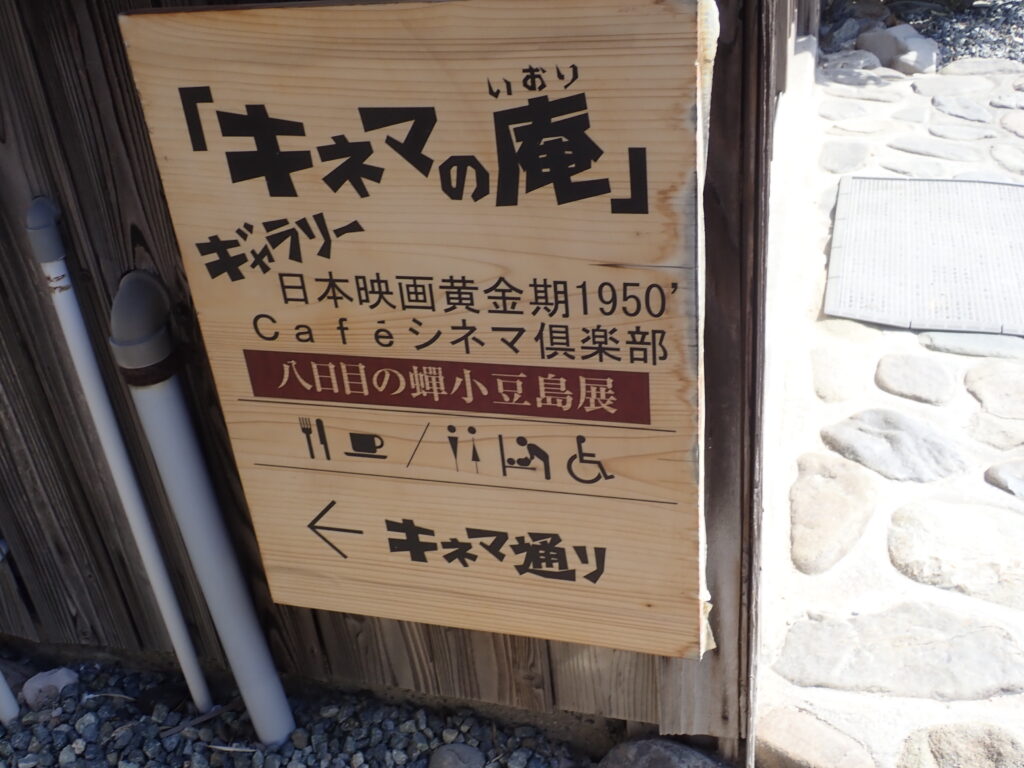 いおり
「キネマの庵」
ギャラリー
日本映画黄金期1950'
Caféシネマ倶楽部
八日目の蟬小豆島展
← キネマ通り